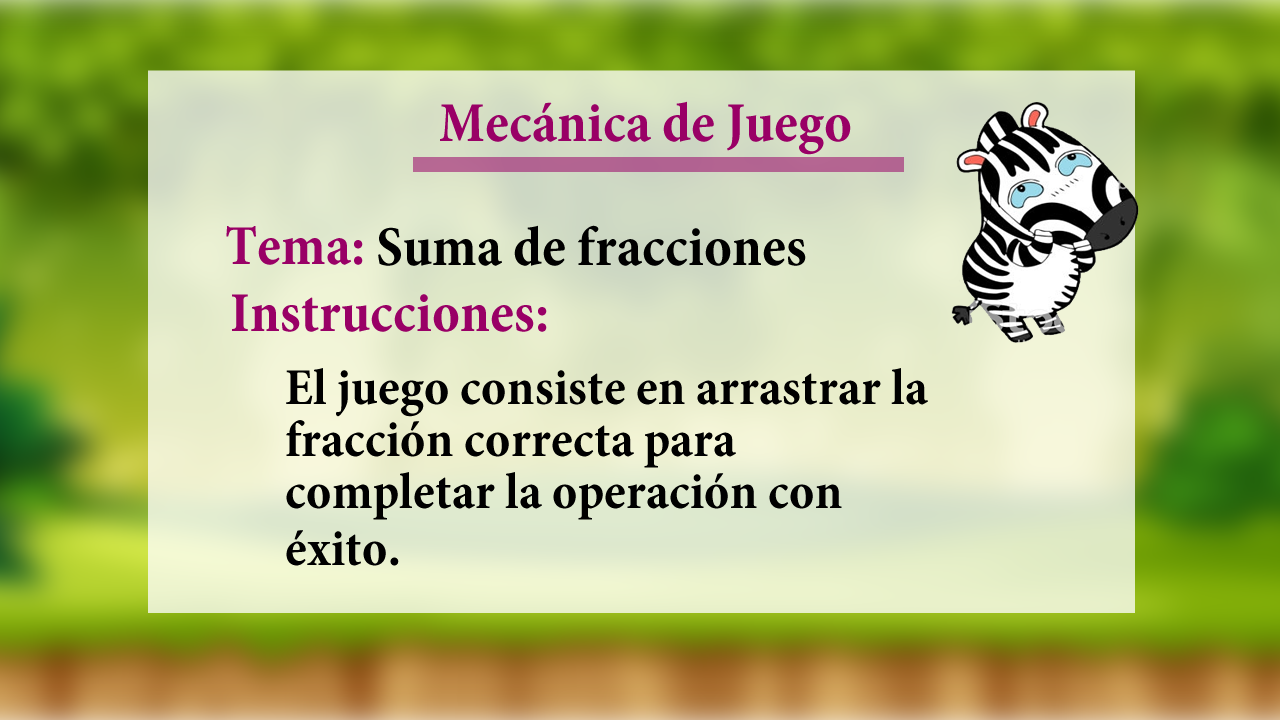 Mecánica de Juego
Tema: Suma de fracciones
Instrucciones:
El juego consiste en arrastrar la
fracción correcta para
completar la operación con
éxito.